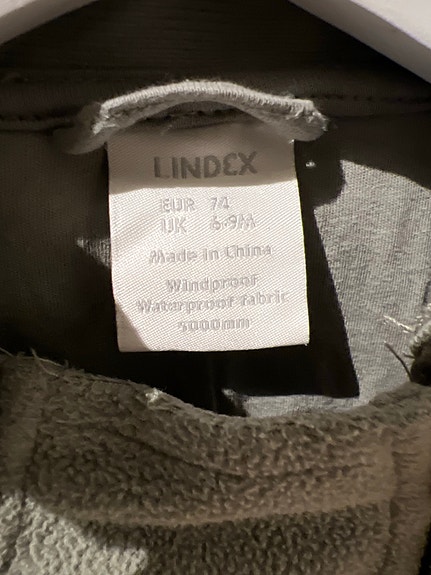 LINDEX
EUR 74
UK 6-9M
Made in China
Windproof
Waterproof fabric
5000mm